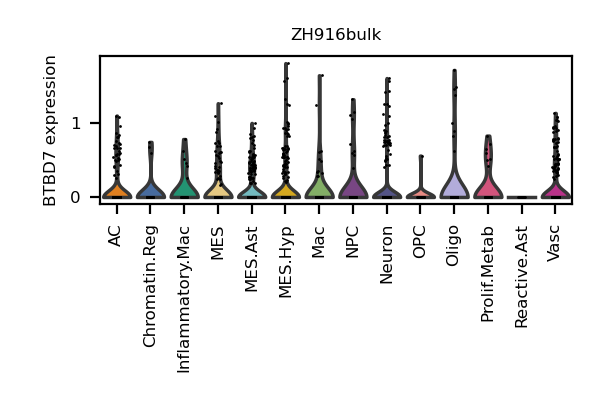 ZH916bulk
BTBD7 expression
1
0
AC
Chromatin.Reg
Inflammatory.Mac
MES
MES.Ast
MES.Hyp
Mac
NPC
Neuron
OPC
Oligo
Prolif.Metab
Reactive.Ast
Vasc